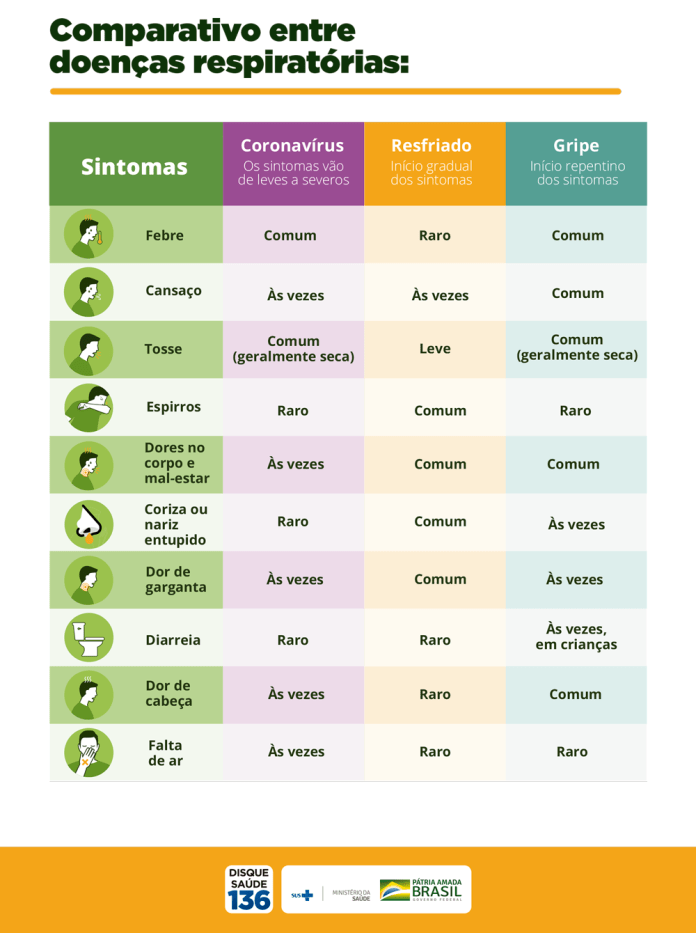 Comparativo entre
doenças respiratórias:
Sintomas
Coronavírus
Os sintomas vão
de leves a severos
Resfriado
Início gradual
dos sintomas
Gripe
Início repentino
dos sintomas
Febre
Comum
Raro
Comum
Cansaço
Às vezes
Às vezes
Comum
Tosse
Comum
(geralmente seca)
Leve
Comum
(geralmente seca)
Espirros
Raro
Comum
Raro
Dores no
corpo e
mal-estar
Às vezes
Comum
Comum
Coriza ou
nariz
entupido
Raro
Comum
Às vezes
Dor de
garganta
Às vezes
Comum
Às vezes
Diarreia
Raro
Raro
Às vezes,
em crianças
Dor de
cabeça
Às vezes
Raro
Comum
Falta
de ar
Às vezes
Raro
Raro
DISQUE
SAÚDE
136
SUS
MINISTÉRIO DA
SAÚDE
PÁTRIA AMADA
BRASIL
GOVERNO FEDERAL